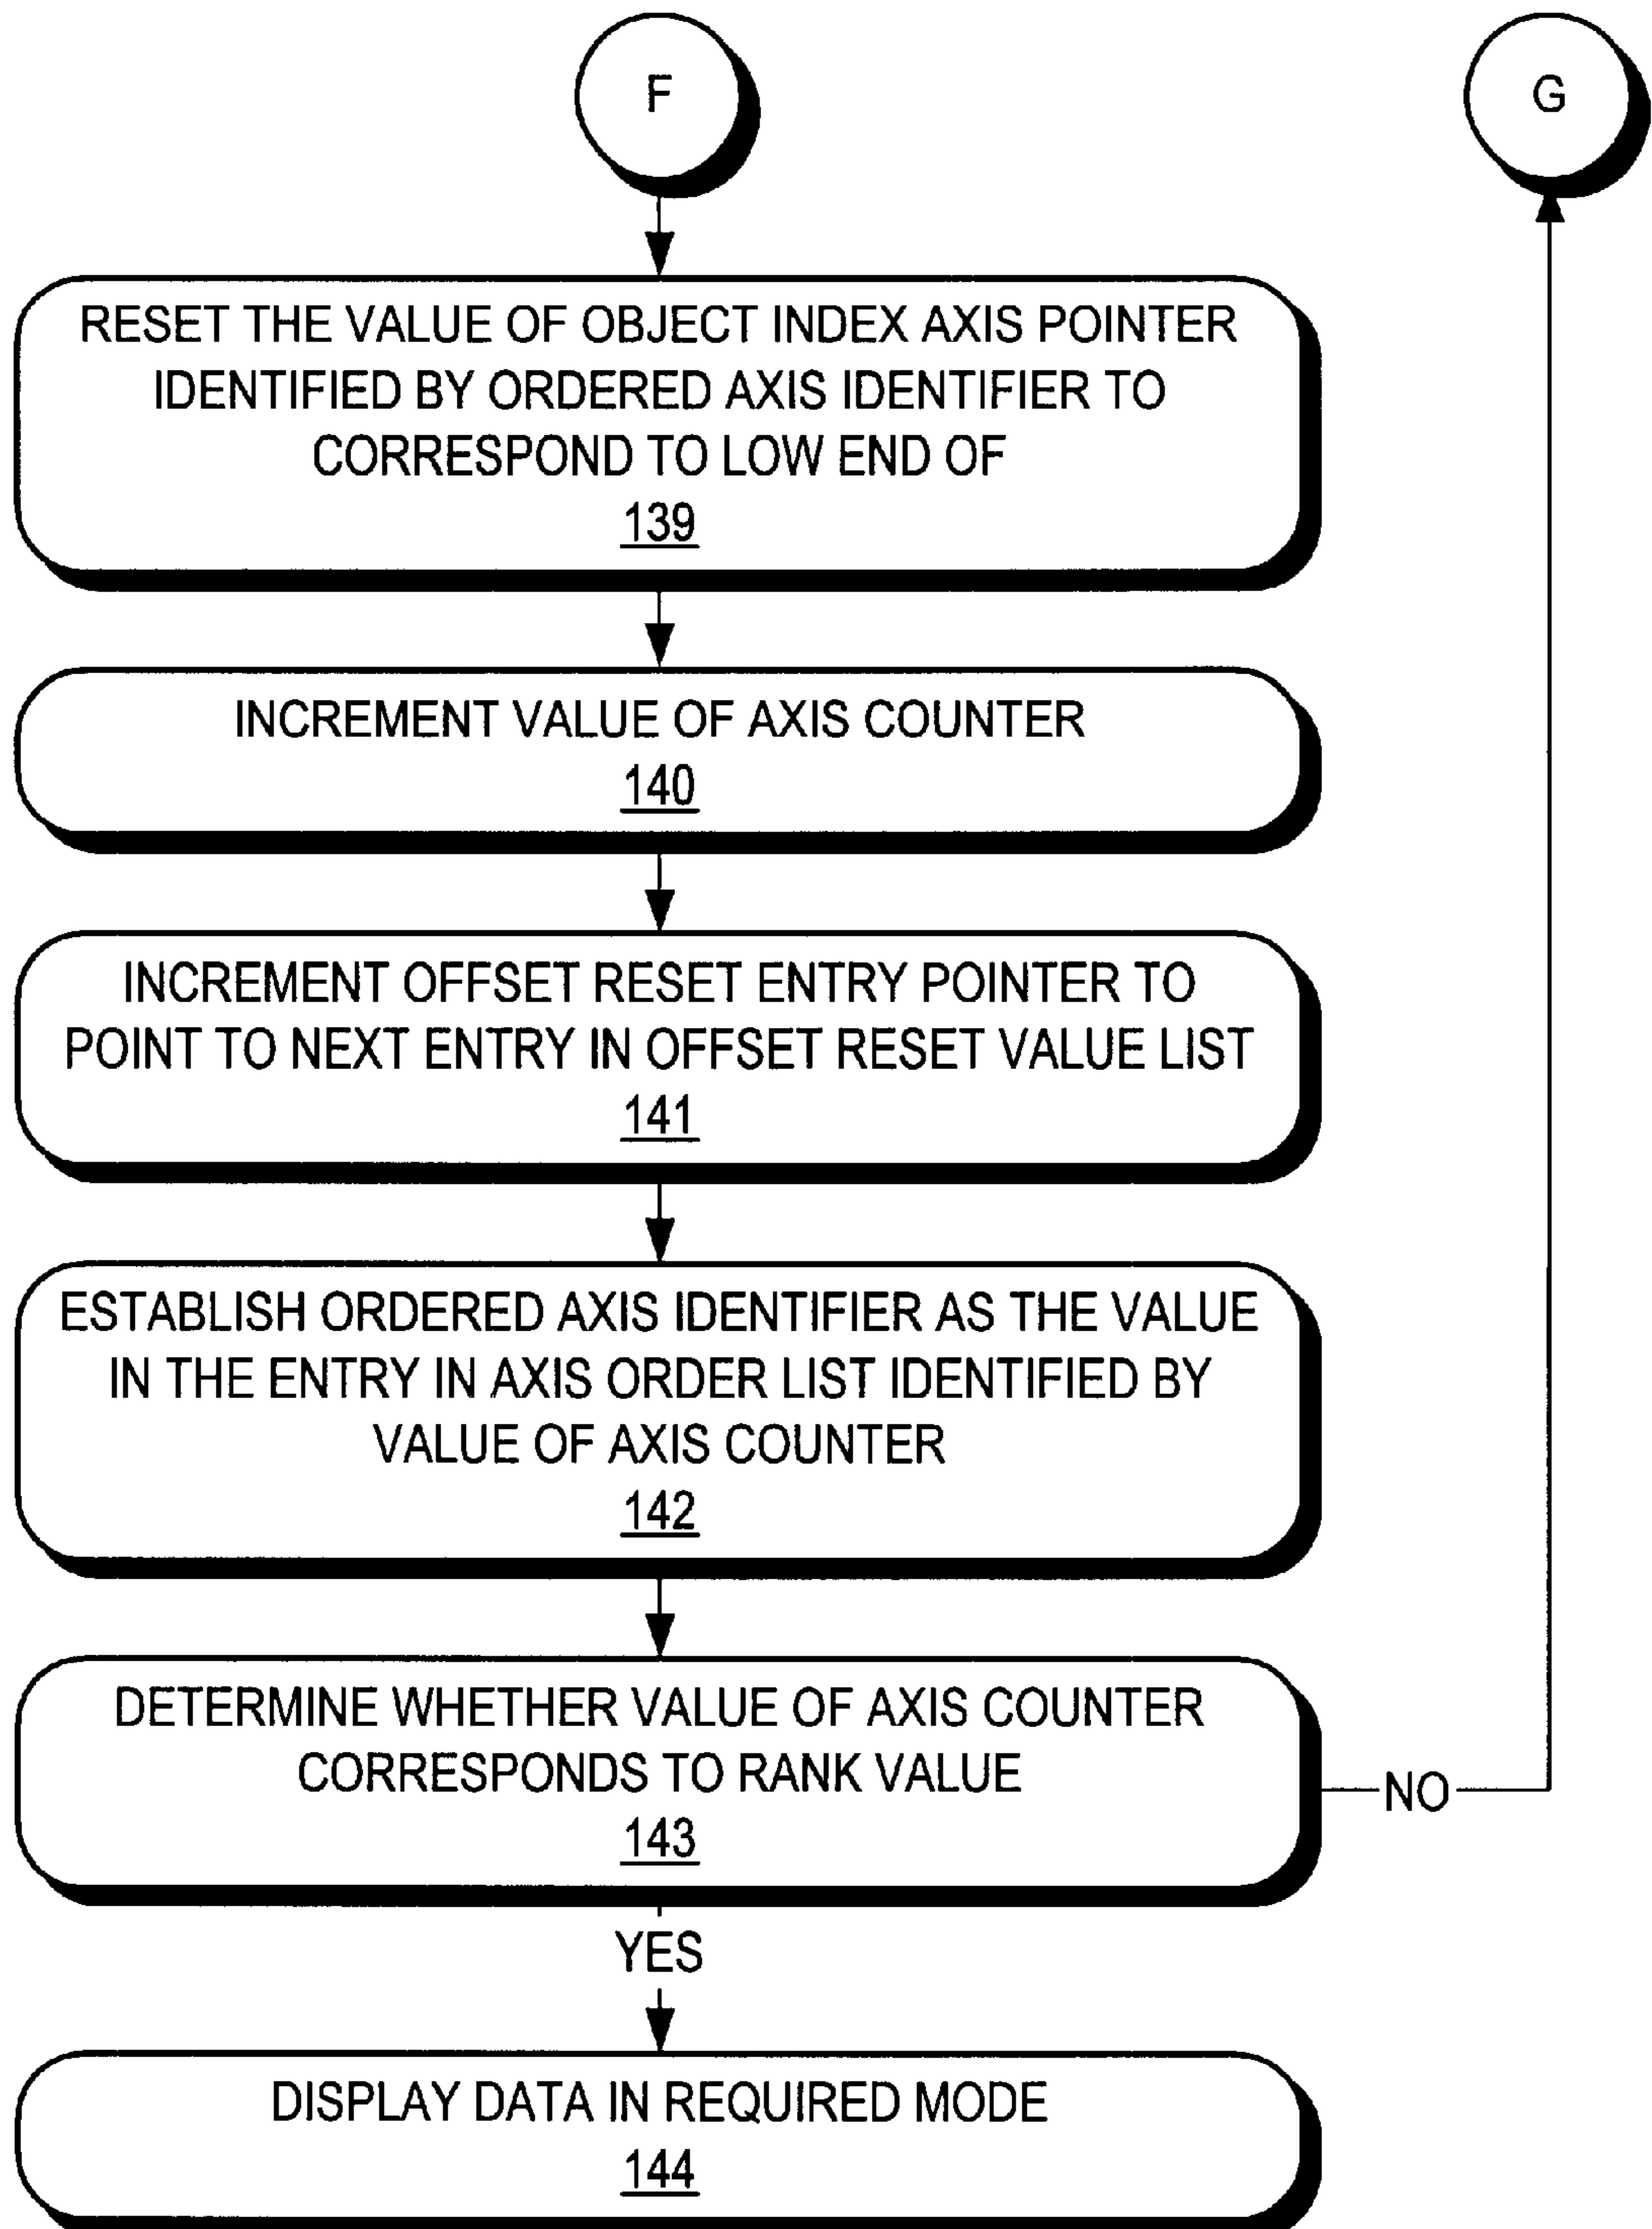 F
G
RESET THE VALUE OF OBJECT INDEX AXIS POINTER
IDENTIFIED BY ORDERED AXIS IDENTIFIER TO
CORRESPOND TO LOW END OF
139
INCREMENT VALUE OF AXIS COUNTER
140
INCREMENT OFFSET RESET ENTRY POINTER TO
POINT TO NEXT ENTRY IN OFFSET RESET VALUE LIST
141
ESTABLISH ORDERED AXIS IDENTIFIER AS THE VALUE
IN THE ENTRY IN AXIS ORDER LIST IDENTIFIED BY
VALUE OF AXIS COUNTER
142
DETERMINE WHETHER VALUE OF AXIS COUNTER
CORRESPONDS TO RANK VALUE
143
NO
YES
DISPLAY DATA IN REQUIRED MODE
144